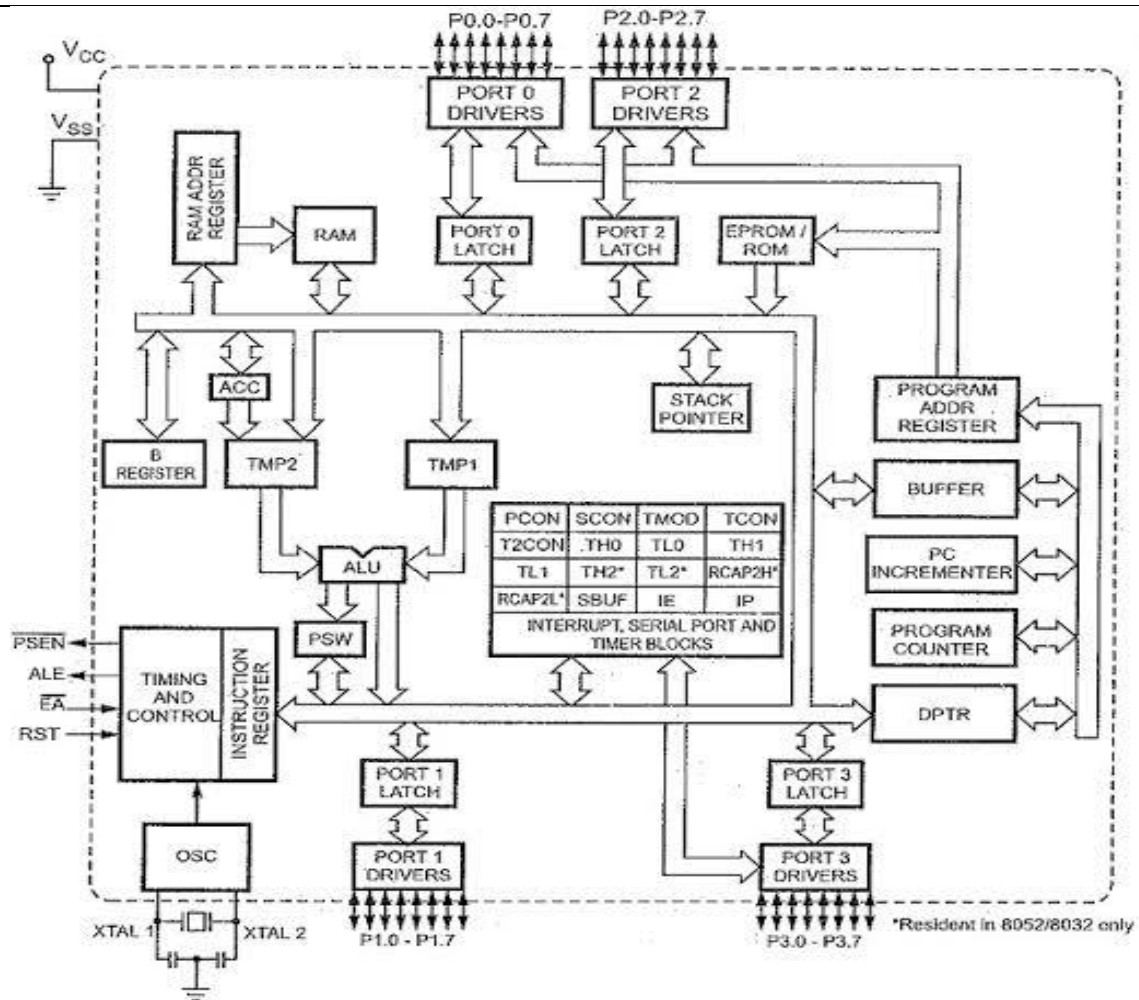 P0.0-P0.7
P2.0-P2.7
VCC
VSS
PORT 0
DRIVERS
PORT 2
DRIVERS
RAM ADDR
REGISTER
RAM
PORT 0
LATCH
PORT 2
LATCH
EPROM /
ROM
ACC
STACK
POINTER
PROGRAM
ADDR
REGISTER
B
REGISTER
TMP2
TMP1
BUFFER
PCON SCON TMOD TCON
T2CON .TH0 TL0 TH1
TL1 TH2* TL2* RCAP2H*
RCAP2L* SBUF IE IP
INTERRUPT, SERIAL PORT AND
TIMER BLOCKS
ALU
PC
INCREMENTER
PSW
PROGRAM
COUNTER
PSEN
ALE
EA
RST
TIMING
AND
CONTROL
INSTRUCTION
REGISTER
DPTR
PORT 1
LATCH
PORT 3
LATCH
OSC
PORT 1
DRIVERS
PORT 3
DRIVERS
XTAL 1
XTAL 2
P1.0 - P1.7
P3.0 - P3.7
*Resident in 8052/8032 only